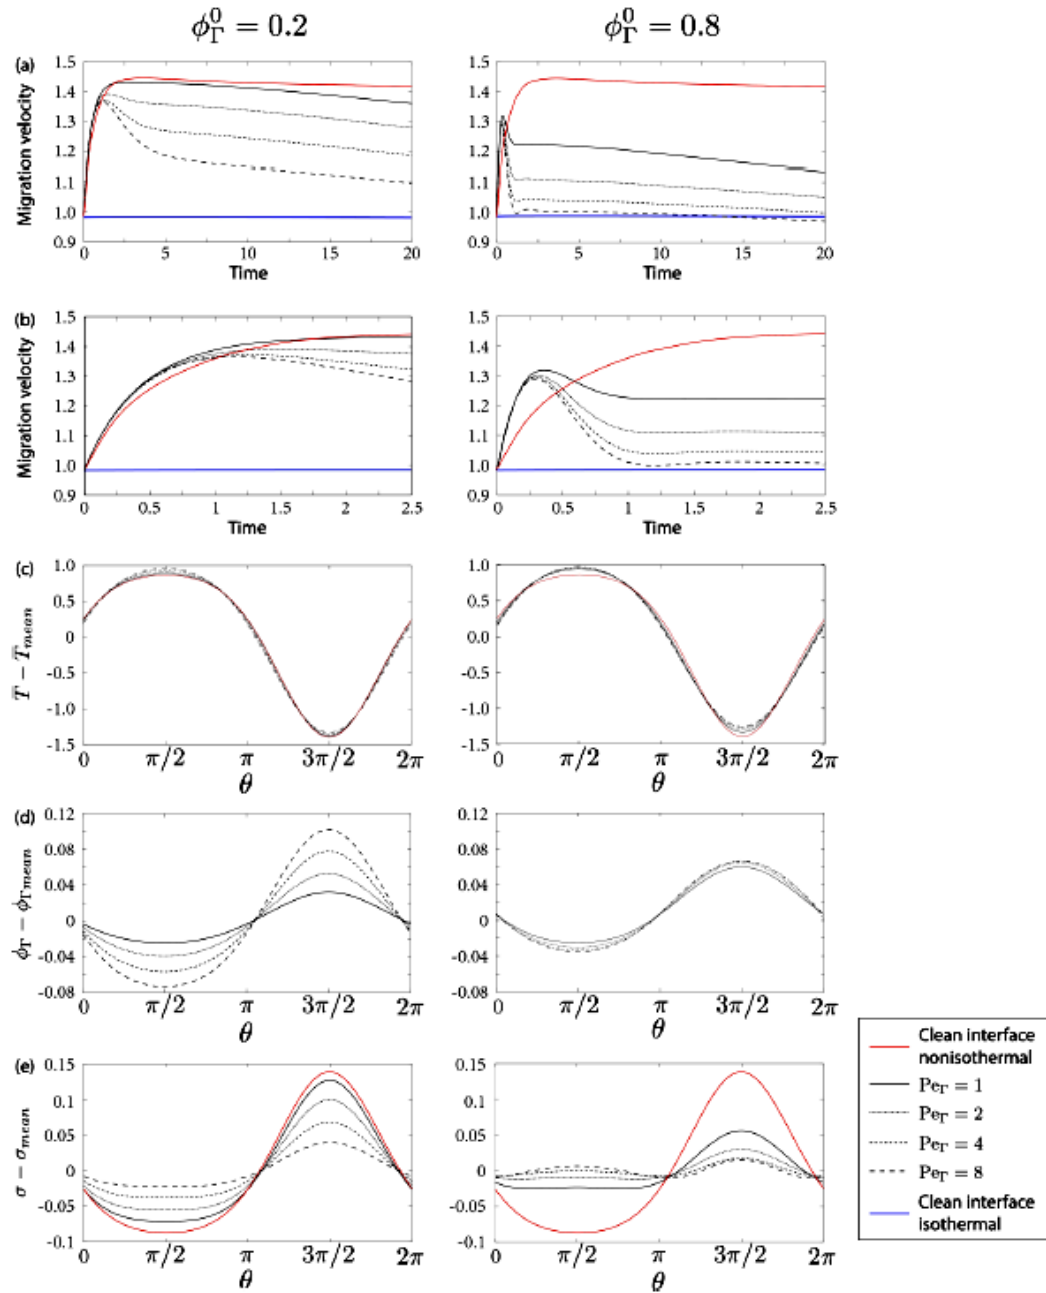 ϕ_Γ^0 = 0.2
ϕ_Γ^0 = 0.8
(a)
Migration velocity
1.5
1.4
1.3
1.2
1.1
1.0
0.9
0 5 10 15 20
Time
1.5
1.4
1.3
1.2
1.1
1.0
0.9
0 5 10 15 20
Time
(b)
Migration velocity
1.5
1.4
1.3
1.2
1.1
1.0
0.9
0 0.5 1 1.5 2 2.5
Time
1.5
1.4
1.3
1.2
1.1
1.0
0.9
0 0.5 1 1.5 2 2.5
Time
(c)
T̅ − T̅_mean
1.0
0.5
0
-0.5
-1.0
-1.5
0 π/2 π 3π/2 2π
θ
1.0
0.5
0
-0.5
-1.0
-1.5
0 π/2 π 3π/2 2π
θ
(d)
ϕ_Γ − ϕ_Γmean
0.12
0.08
0.04
0
-0.04
-0.08
0 π/2 π 3π/2 2π
θ
0.12
0.08
0.04
0
-0.04
-0.08
0 π/2 π 3π/2 2π
θ
(e)
σ − σ_mean
0.15
0.1
0.05
0
-0.05
-0.1
0 π/2 π 3π/2 2π
θ
0.15
0.1
0.05
0
-0.05
-0.1
0 π/2 π 3π/2 2π
θ
Clean interface
nonisothermal
Pe_Γ = 1
Pe_Γ = 2
Pe_Γ = 4
Pe_Γ = 8
Clean interface
isothermal